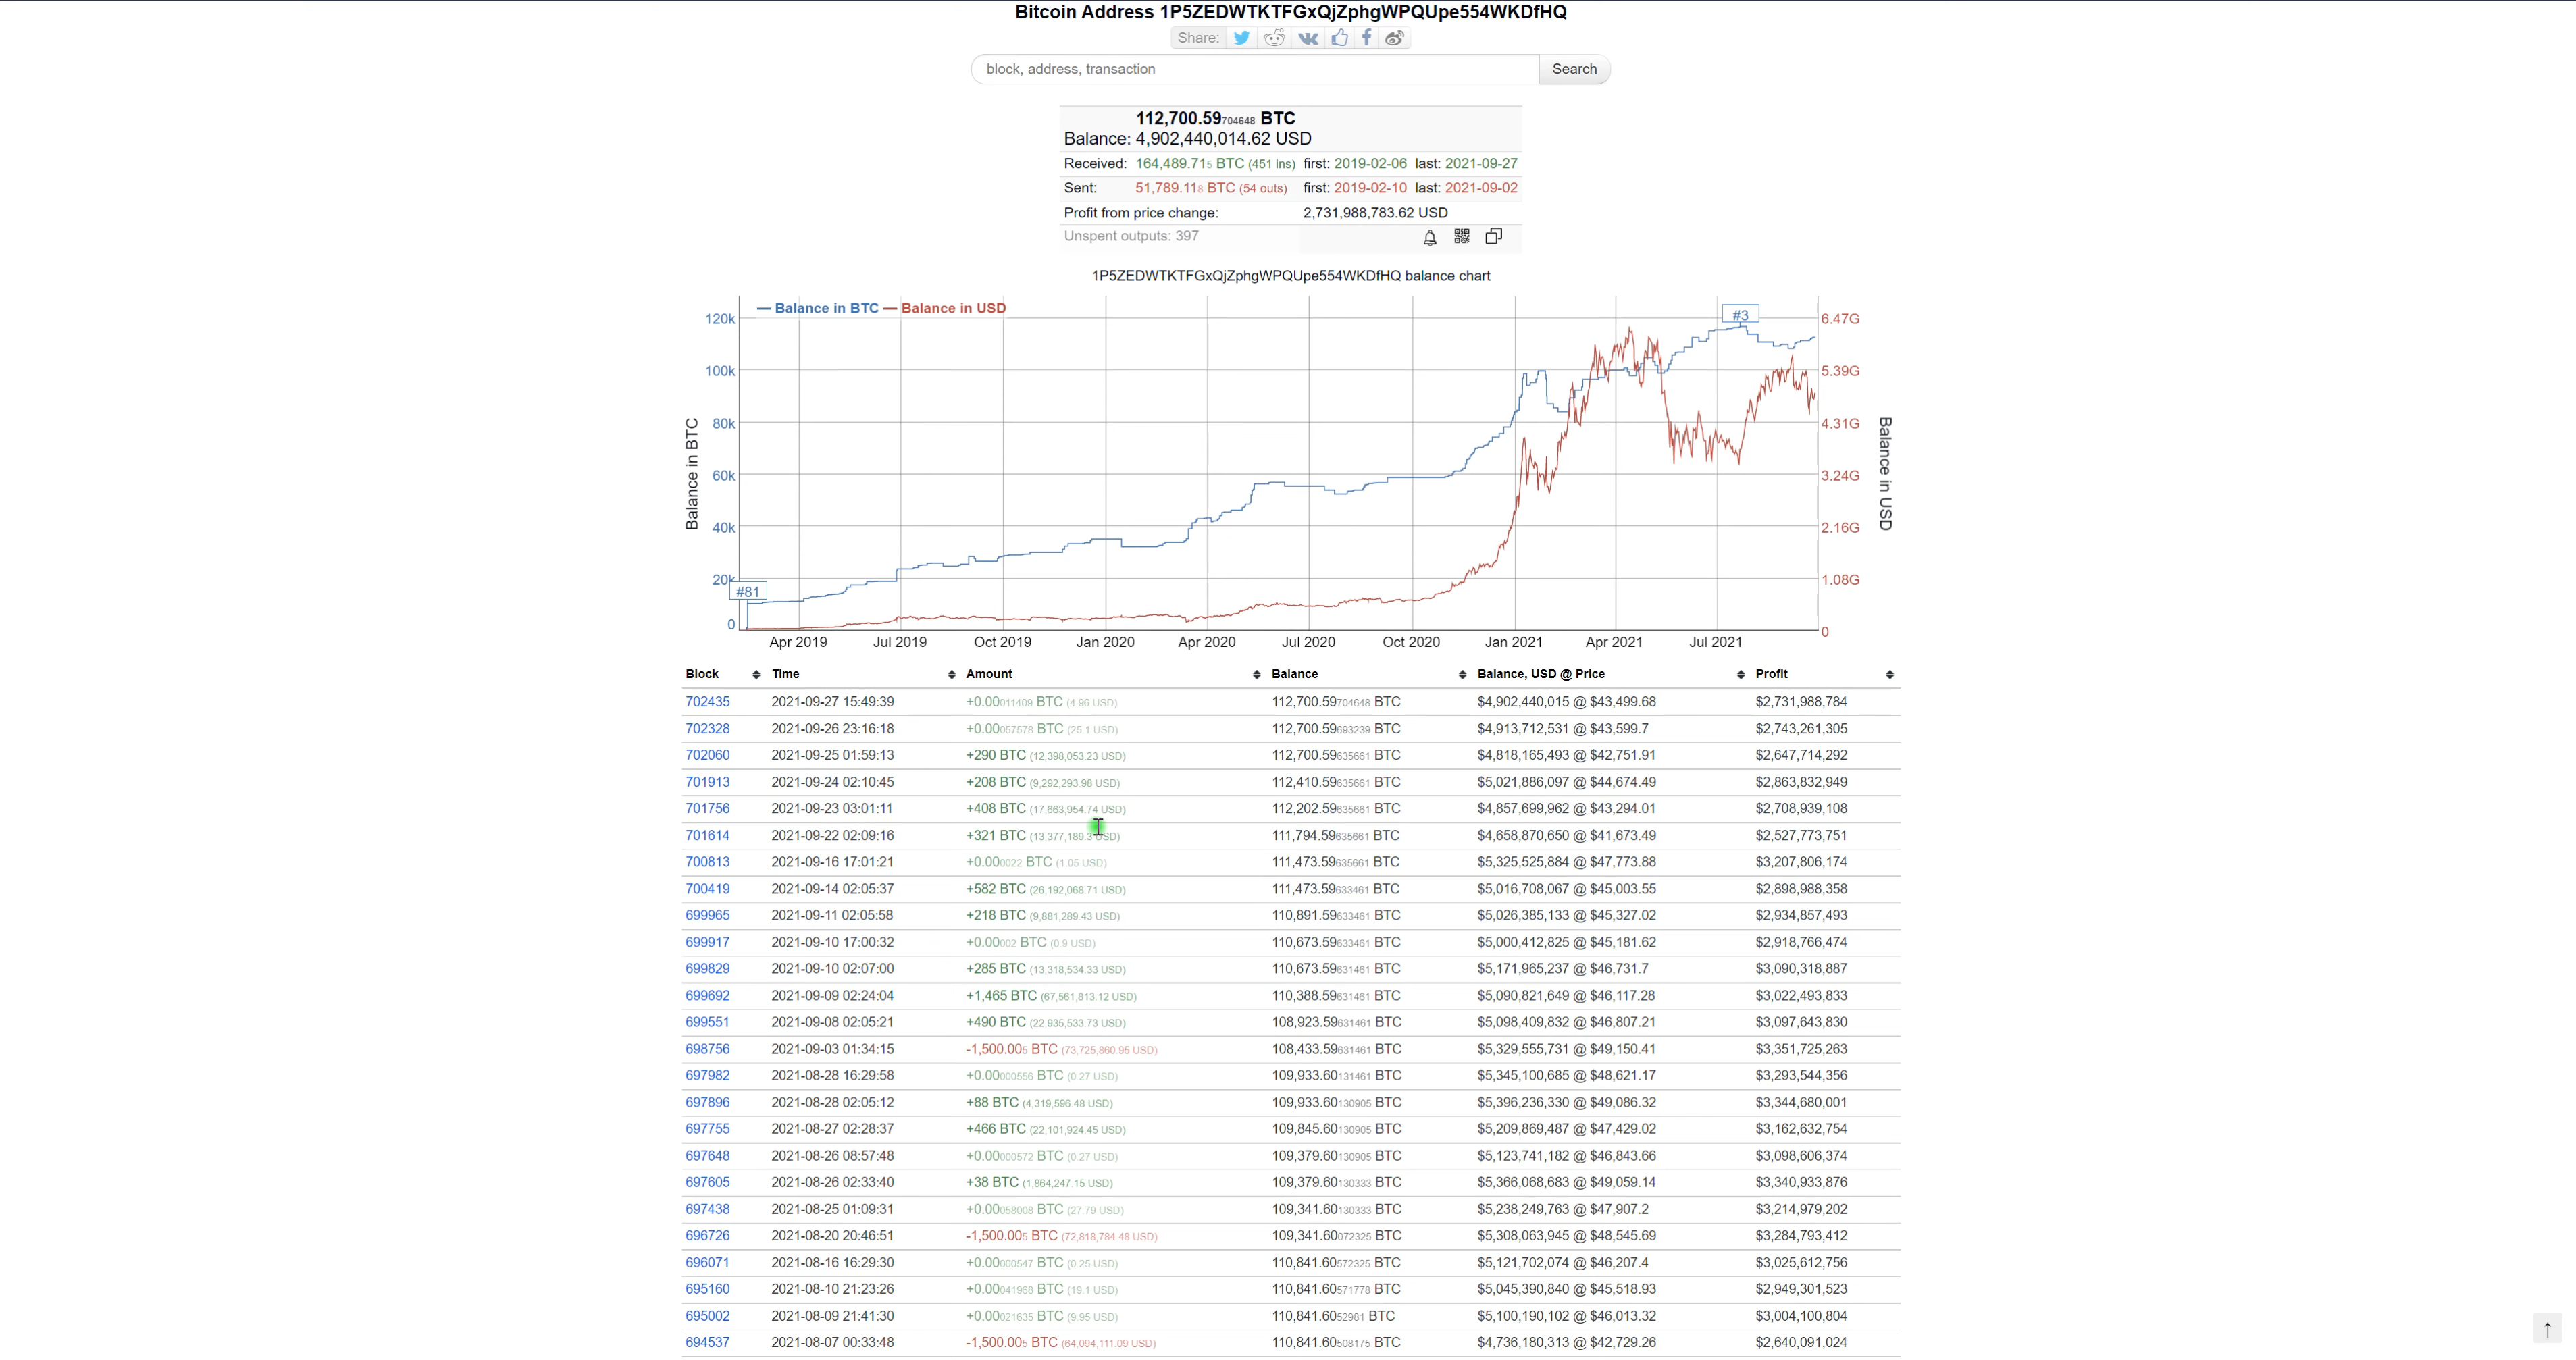 Bitcoin Address 1P5ZEDWTKTFGxQjZphgWPQUpe554WKDfHQ
Share:
block, address, transaction Search
112,700.59704648 BTC
Balance: 4,902,440,014.62 USD
Received: 164,489.715 BTC (451 ins) first: 2019-02-06 last: 2021-09-27
Sent: 51,789.118 BTC (54 outs) first: 2019-02-10 last: 2021-09-02
Profit from price change: 2,731,988,783.62 USD
Unspent outputs: 397
1P5ZEDWTKTFGxQjZphgWPQUpe554WKDfHQ balance chart
Balance in BTC Balance in USD
#3
#81
120k
100k
80k
60k
40k
20k
0
Balance in BTC
6.47G
5.39G
4.31G
3.24G
2.16G
1.08G
0
Balance in USD
Apr 2019 Jul 2019 Oct 2019 Jan 2020 Apr 2020 Jul 2020 Oct 2020 Jan 2021 Apr 2021 Jul 2021
Block Time Amount Balance Balance, USD @ Price Profit
702435 2021-09-27 15:49:39 +0.00011409 BTC (4.96 USD) 112,700.59704648 BTC $4,902,440,015 @ $43,499.68 $2,731,988,784
702328 2021-09-26 23:16:18 +0.00057578 BTC (25.1 USD) 112,700.59693239 BTC $4,913,712,531 @ $43,599.7 $2,743,261,305
702060 2021-09-25 01:59:13 +290 BTC (12,398,053.23 USD) 112,700.59635661 BTC $4,818,165,493 @ $42,751.91 $2,647,714,292
701913 2021-09-24 02:10:45 +208 BTC (9,292,293.98 USD) 112,410.59635661 BTC $5,021,886,097 @ $44,674.49 $2,863,832,949
701756 2021-09-23 03:01:11 +408 BTC (17,663,954.74 USD) 112,202.59635661 BTC $4,857,699,962 @ $43,294.01 $2,708,939,108
701614 2021-09-22 02:09:16 +321 BTC (13,377,189.3 USD) 111,794.59635661 BTC $4,658,870,650 @ $41,673.49 $2,527,773,751
700813 2021-09-16 17:01:21 +0.000022 BTC (1.05 USD) 111,473.59635661 BTC $5,325,525,884 @ $47,773.88 $3,207,806,174
700419 2021-09-14 02:05:37 +582 BTC (26,192,068.71 USD) 111,473.59633461 BTC $5,016,708,067 @ $45,003.55 $2,898,988,358
699965 2021-09-11 02:05:58 +218 BTC (9,881,289.43 USD) 110,891.59633461 BTC $5,026,385,133 @ $45,327.02 $2,934,857,493
699917 2021-09-10 17:00:32 +0.00002 BTC (0.9 USD) 110,673.59633461 BTC $5,000,412,825 @ $45,181.62 $2,918,766,474
699829 2021-09-10 02:07:00 +285 BTC (13,318,534.33 USD) 110,673.59631461 BTC $5,171,965,237 @ $46,731.7 $3,090,318,887
699692 2021-09-09 02:24:04 +1,465 BTC (67,561,813.12 USD) 110,388.59631461 BTC $5,090,821,649 @ $46,117.28 $3,022,493,833
699551 2021-09-08 02:05:21 +490 BTC (22,935,533.73 USD) 108,923.59631461 BTC $5,098,409,832 @ $46,807.21 $3,097,643,830
698756 2021-09-03 01:34:15 -1,500.005 BTC (73,725,860.95 USD) 108,433.59631461 BTC $5,329,555,731 @ $49,150.41 $3,351,725,263
697982 2021-08-28 16:29:58 +0.00000556 BTC (0.27 USD) 109,933.60131461 BTC $5,345,100,685 @ $48,621.17 $3,293,544,356
697896 2021-08-28 02:05:12 +88 BTC (4,319,596.48 USD) 109,933.60130905 BTC $5,396,236,330 @ $49,086.32 $3,344,680,001
697755 2021-08-27 02:28:37 +466 BTC (22,101,924.45 USD) 109,845.60130905 BTC $5,209,869,487 @ $47,429.02 $3,162,632,754
697648 2021-08-26 08:57:48 +0.00000572 BTC (0.27 USD) 109,379.60130905 BTC $5,123,741,182 @ $46,843.66 $3,098,606,374
697605 2021-08-26 02:33:40 +38 BTC (1,864,247.15 USD) 109,379.60130333 BTC $5,366,068,683 @ $49,059.14 $3,340,933,876
697438 2021-08-25 01:09:31 +0.00058008 BTC (27.79 USD) 109,341.60130333 BTC $5,238,249,763 @ $47,907.2 $3,214,979,202
696726 2021-08-20 20:46:51 -1,500.005 BTC (72,818,784.48 USD) 109,341.60072325 BTC $5,308,063,945 @ $48,545.69 $3,284,793,412
696071 2021-08-16 16:29:30 +0.00000547 BTC (0.25 USD) 110,841.60572325 BTC $5,121,702,074 @ $46,207.4 $3,025,612,756
695160 2021-08-10 21:23:26 +0.00041968 BTC (19.1 USD) 110,841.60571778 BTC $5,045,390,840 @ $45,518.93 $2,949,301,523
695002 2021-08-09 21:41:30 +0.00021635 BTC (9.95 USD) 110,841.6052981 BTC $5,100,190,102 @ $46,013.32 $3,004,100,804
694537 2021-08-07 00:33:48 -1,500.005 BTC (64,094,111.09 USD) 110,841.60508175 BTC $4,736,180,313 @ $42,729.26 $2,640,091,024